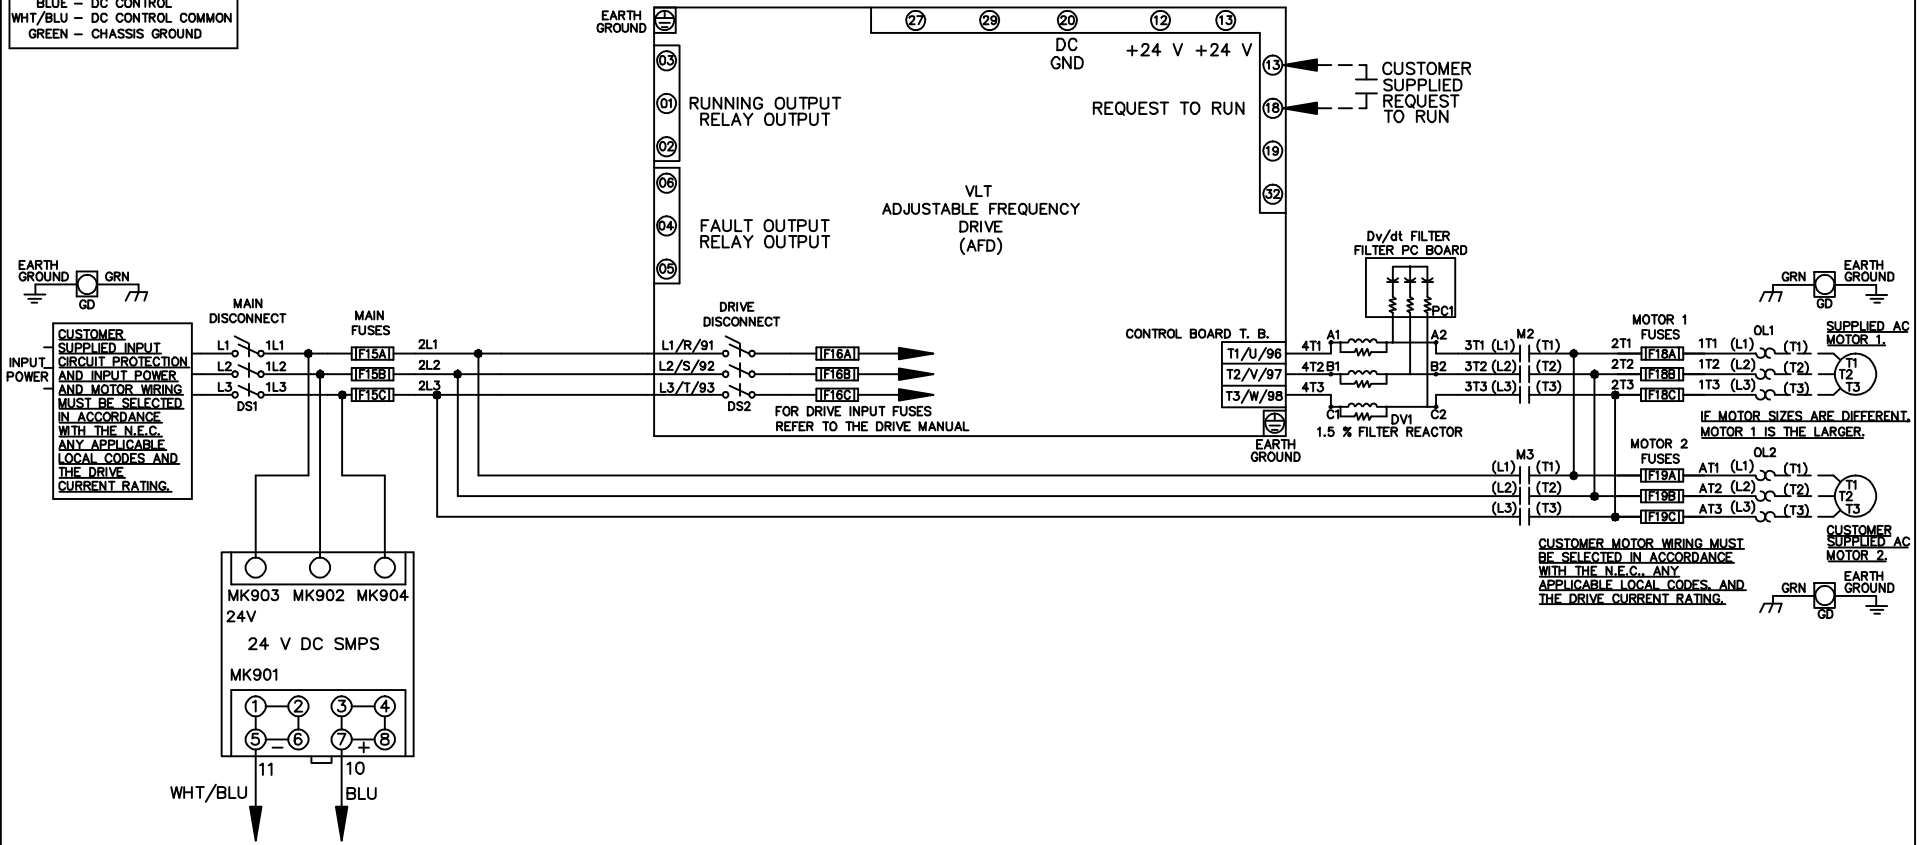 BLUE – DC CONTROL
WHT/BLU – DC CONTROL COMMON
GREEN – CHASSIS GROUND
EARTH
GROUND
27
29
20
12
13
DC
GND
+24 V
+24 V
03
01
02
RUNNING OUTPUT
RELAY OUTPUT
06
04
05
FAULT OUTPUT
RELAY OUTPUT
13
18
19
32
REQUEST TO RUN
CUSTOMER
SUPPLIED
REQUEST
TO RUN
VLT
ADJUSTABLE FREQUENCY
DRIVE
(AFD)
EARTH
GROUND
GRN
GD
INPUT
POWER
CUSTOMER
SUPPLIED INPUT
CIRCUIT PROTECTION
AND INPUT POWER
AND MOTOR WIRING
MUST BE SELECTED
IN ACCORDANCE
WITH THE N.E.C.
ANY APPLICABLE
LOCAL CODES AND
THE DRIVE
CURRENT RATING.
MAIN
DISCONNECT
L1
1L1
L2
1L2
L3
1L3
DS1
MAIN
FUSES
F15A
F15B
F15C
2L1
2L2
2L3
L1/R/91
L2/S/92
L3/T/93
DRIVE
DISCONNECT
DS2
F16A
F16B
F16C
FOR DRIVE INPUT FUSES
REFER TO THE DRIVE MANUAL
CONTROL BOARD T. B.
T1/U/96
T2/V/97
T3/W/98
EARTH
GROUND
Dv/dt FILTER
FILTER PC BOARD
PC1
4T1
A1
A2
4T2
B1
B2
4T3
C1
C2
DV1
1.5 % FILTER REACTOR
M2
3T1 (L1) (T1)
3T2 (L2) (T2)
3T3 (L3) (T3)
M3
(L1) (T1)
(L2) (T2)
(L3) (T3)
MOTOR 1
FUSES
2T1
F18A
1T1 (L1)
2T2
F18B
1T2 (L2)
2T3
F18C
1T3 (L3)
OL1
(T1)
(T2)
(T3)
GRN
GD
EARTH
GROUND
SUPPLIED AC
MOTOR 1.
T1
T2
T3
IF MOTOR SIZES ARE DIFFERENT,
MOTOR 1 IS THE LARGER.
MOTOR 2
FUSES
F19A
AT1 (L1)
F19B
AT2 (L2)
F19C
AT3 (L3)
OL2
(T1)
(T2)
(T3)
T1
T2
T3
CUSTOMER
SUPPLIED AC
MOTOR 2.
CUSTOMER MOTOR WIRING MUST
BE SELECTED IN ACCORDANCE
WITH THE N.E.C., ANY
APPLICABLE LOCAL CODES, AND
THE DRIVE CURRENT RATING.
GRN
GD
EARTH
GROUND
MK903
MK902
MK904
24V
24 V DC SMPS
MK901
1
2
3
4
5
–
6
7
+
8
11
10
WHT/BLU
BLU